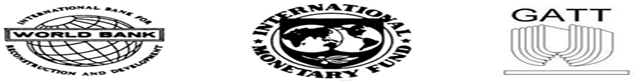 INTERNATIONAL BANK FOR
WORLD BANK
RECONSTRUCTION AND DEVELOPMENT
INTERNATIONAL
MONETARY FUND
GATT